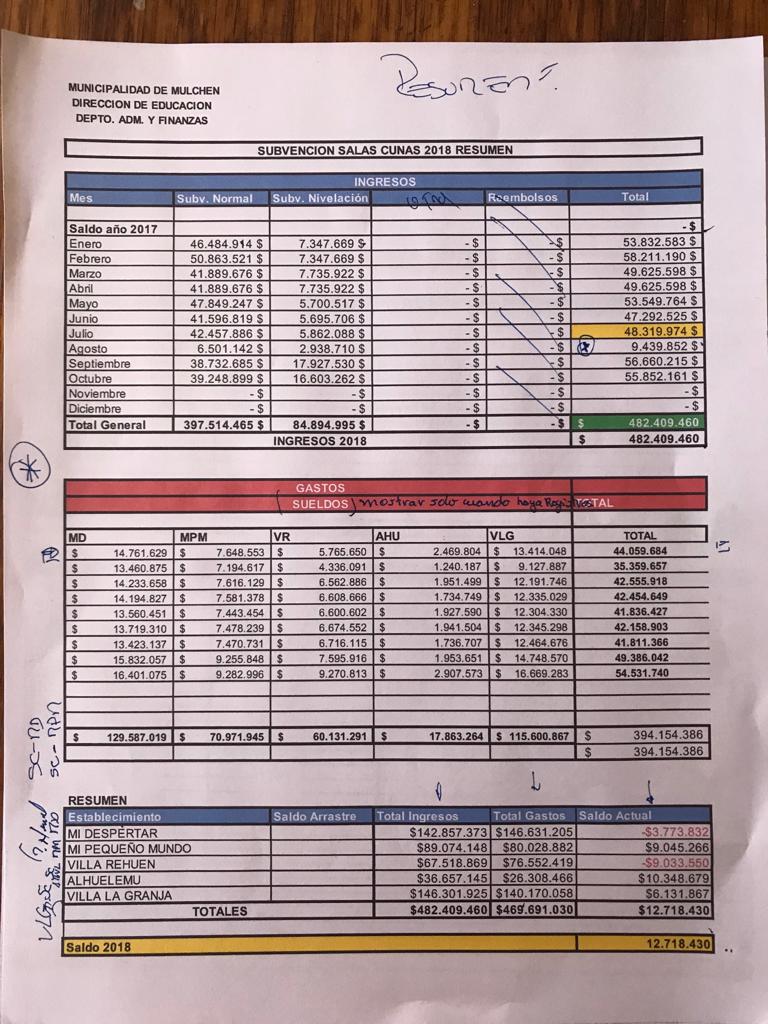 Resumen
MUNICIPALIDAD DE MULCHEN
DIRECCION DE EDUCACION
DEPTO. ADM. Y FINANZAS
SUBVENCION SALAS CUNAS 2018 RESUMEN
INGRESOS
Mes Subv. Normal Subv. Nivelación Reembolsos Total
Saldo año 2017 - $
Enero 46.484.914 $ 7.347.669 $ - $ - $ 53.832.583 $
Febrero 50.863.521 $ 7.347.669 $ - $ - $ 58.211.190 $
Marzo 41.889.676 $ 7.735.922 $ - $ - $ 49.625.598 $
Abril 41.889.676 $ 7.735.922 $ - $ - $ 49.625.598 $
Mayo 47.849.247 $ 5.700.517 $ - $ - $ 53.549.764 $
Junio 41.596.819 $ 5.695.706 $ - $ - $ 47.292.525 $
Julio 42.457.886 $ 5.862.088 $ - $ - $ 48.319.974 $
Agosto 6.501.142 $ 2.938.710 $ - $ - $ 9.439.852 $
Septiembre 38.732.685 $ 17.927.530 $ - $ - $ 56.660.215 $
Octubre 39.248.899 $ 16.603.262 $ - $ - $ 55.852.161 $
Noviembre - $ - $ - $ - $ - $
Diciembre - $ - $ - $ - $ - $
Total General 397.514.465 $ 84.894.995 $ - $ - $ $ 482.409.460
INGRESOS 2018 $ 482.409.460
GASTOS
(SUELDOS) mostrar solo cuando haya TOTAL
MD MPM VR AHU VLG TOTAL
$ 14.761.629 $ 7.648.553 $ 5.765.650 $ 2.469.804 $ 13.414.048 44.059.684
$ 13.460.875 $ 7.194.617 $ 4.336.091 $ 1.240.187 $ 9.127.887 35.359.657
$ 14.233.658 $ 7.616.129 $ 6.562.886 $ 1.951.499 $ 12.191.746 42.555.918
$ 14.194.827 $ 7.581.378 $ 6.608.666 $ 1.734.749 $ 12.335.029 42.454.649
$ 13.560.451 $ 7.443.454 $ 6.600.602 $ 1.927.590 $ 12.304.330 41.836.427
$ 13.719.310 $ 7.478.239 $ 6.674.552 $ 1.941.504 $ 12.345.298 42.158.903
$ 13.423.137 $ 7.470.731 $ 6.716.115 $ 1.736.707 $ 12.464.676 41.811.366
$ 15.832.057 $ 9.255.848 $ 7.595.916 $ 1.953.651 $ 14.748.570 49.386.042
$ 16.401.075 $ 9.282.996 $ 9.270.813 $ 2.907.573 $ 16.669.283 54.531.740
$ 129.587.019 $ 70.971.945 $ 60.131.291 $ 17.863.264 $ 115.600.867 $ 394.154.386
$ 394.154.386
SC-MD
SC-MPM
RESUMEN
Establecimiento Saldo Arrastre Total Ingresos Total Gastos Saldo Actual
MI DESPERTAR $142.857.373 $146.631.205 -$3.773.832
MI PEQUEÑO MUNDO $89.074.148 $80.028.882 $9.045.266
VILLA REHUEN $67.518.869 $76.552.419 -$9.033.550
ALHUELEMU $36.657.145 $26.308.466 $10.348.679
VILLA LA GRANJA $146.301.925 $140.170.058 $6.131.867
TOTALES $482.409.460 $469.691.030 $12.718.430
Saldo 2018 12.718.430